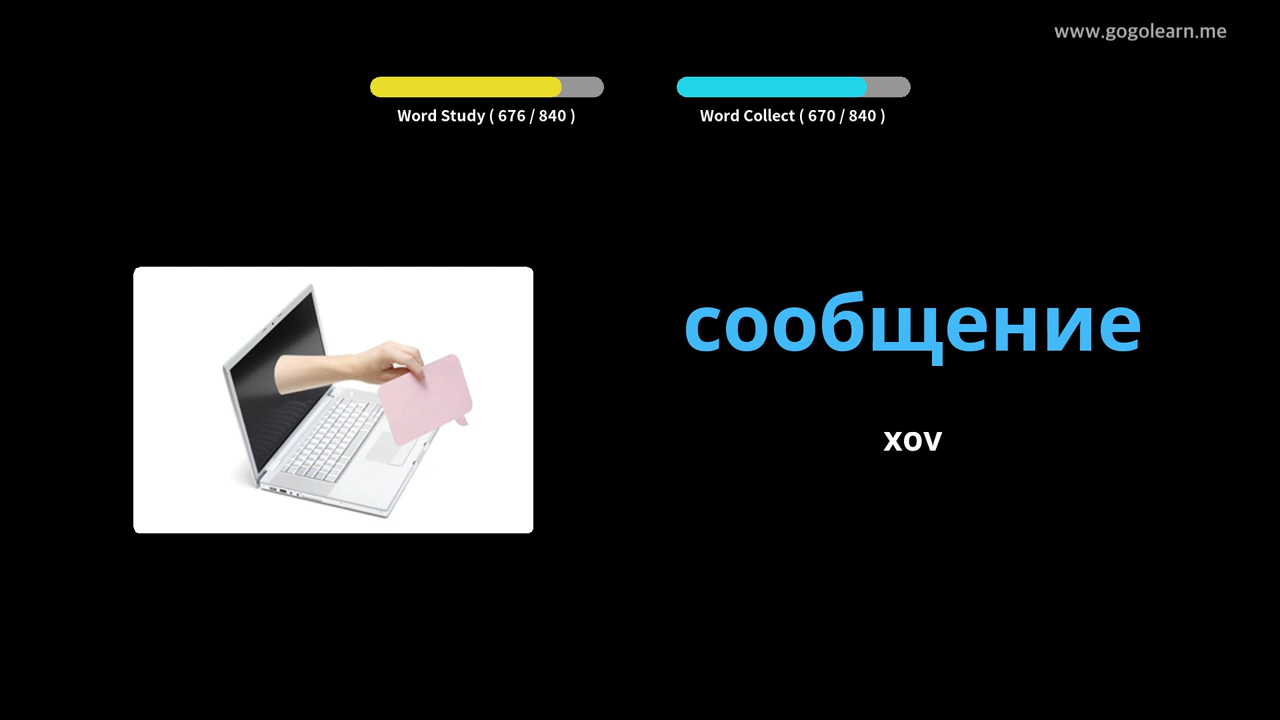 www.gogolearn.me
Word Study ( 676 / 840 )
Word Collect ( 670 / 840 )
сообщение
xov